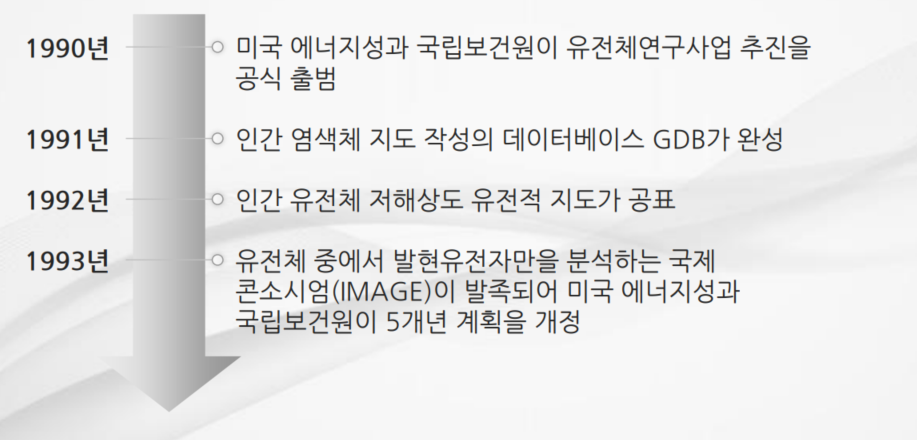 1990년 미국 에너지성과 국립보건원이 유전체연구사업 추진을
공식 출범
1991년 인간 염색체 지도 작성의 데이터베이스 GDB가 완성
1992년 인간 유전체 저해상도 유전적 지도가 공표
1993년 유전체 중에서 발현유전자만을 분석하는 국제
콘소시엄(IMAGE)이 발족되어 미국 에너지성과
국립보건원이 5개년 계획을 개정